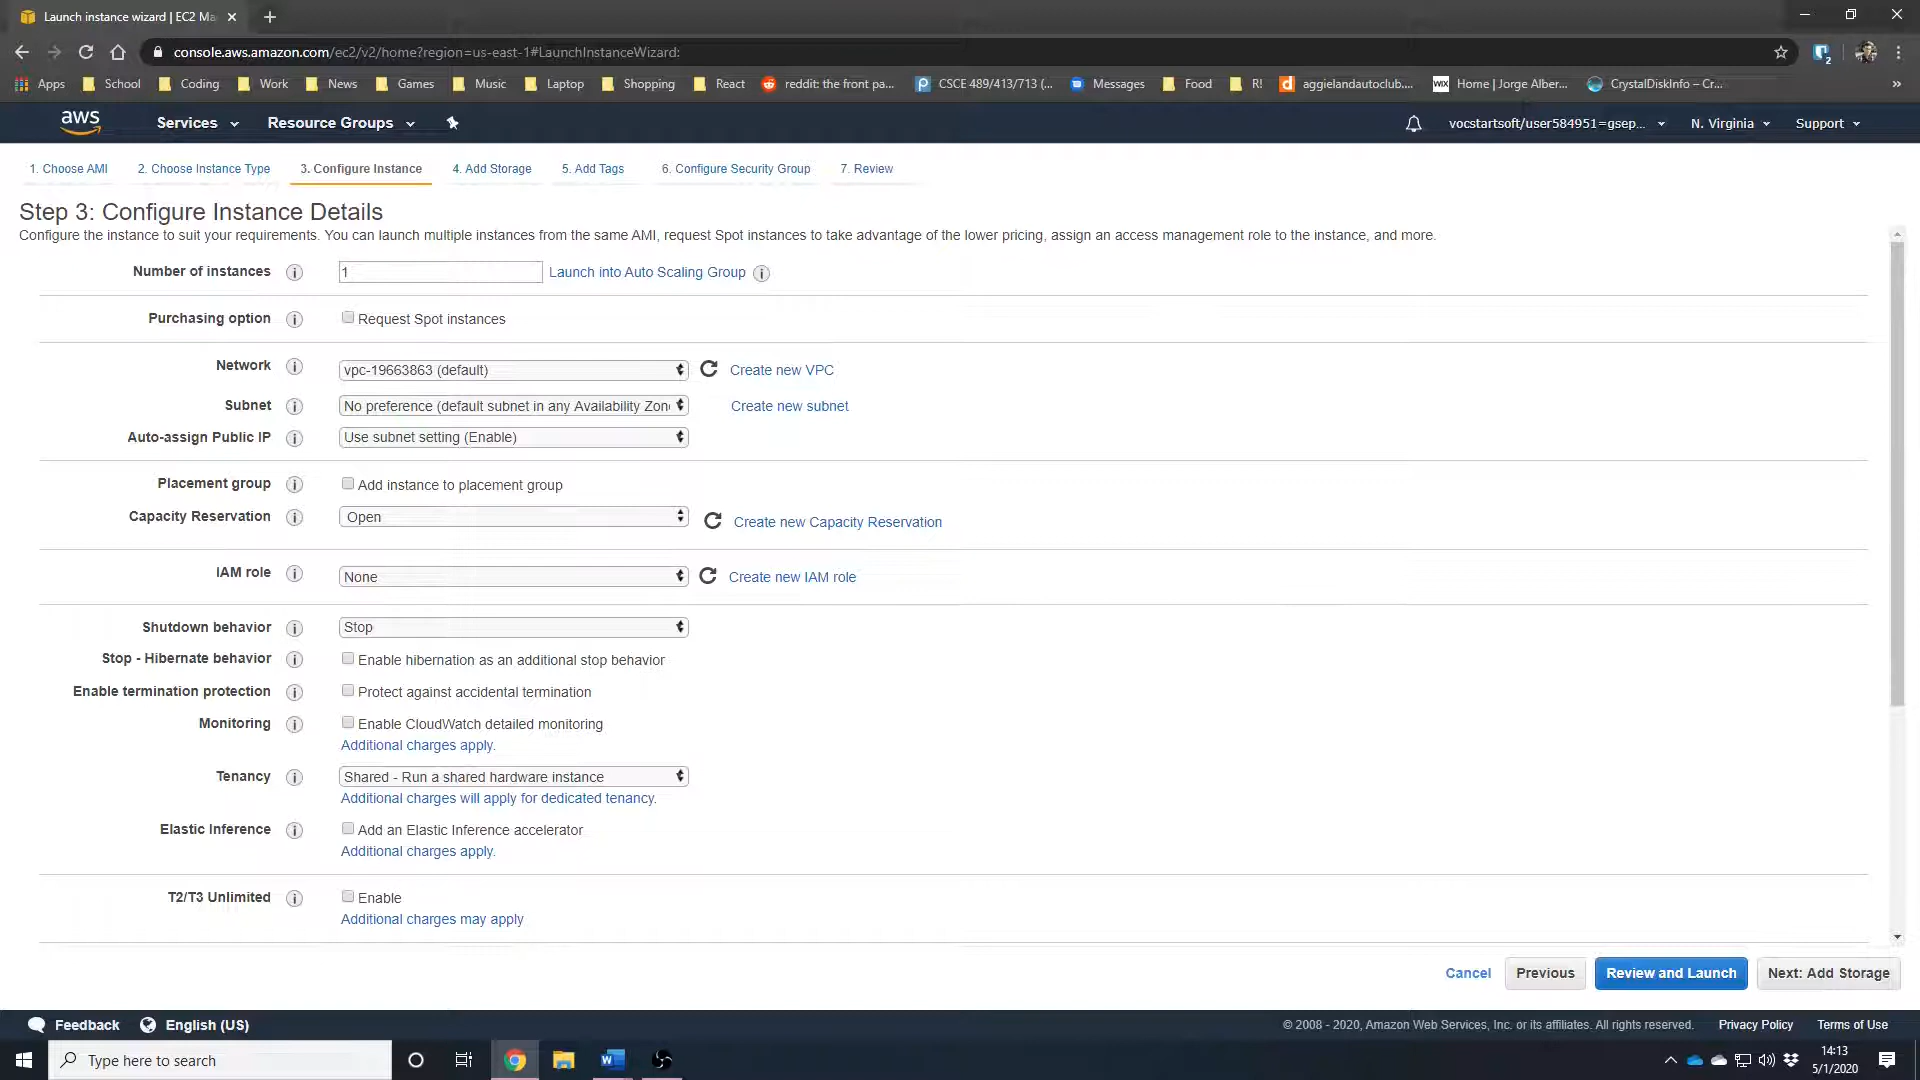 Launch instance wizard | EC2 Ma
console.aws.amazon.com/ec2/v2/home?region=us-east-1#LaunchInstanceWizard:
2
Apps School Coding Work News Games Music Laptop Shopping React reddit: the front pa... CSCE 489/413/713 (... Messages Food R! aggielandautoclub.... WIX Home | Jorge Alber... CrystalDiskInfo – Cr... »
aws Services Resource Groups vocstartsoft/user584951=gsep... N. Virginia Support
1. Choose AMI 2. Choose Instance Type 3. Configure Instance 4. Add Storage 5. Add Tags 6. Configure Security Group 7. Review
Step 3: Configure Instance Details
Configure the instance to suit your requirements. You can launch multiple instances from the same AMI, request Spot instances to take advantage of the lower pricing, assign an access management role to the instance, and more.
Number of instances i 1 Launch into Auto Scaling Group i
Purchasing option i Request Spot instances
Network i vpc-19663863 (default) Create new VPC
Subnet i No preference (default subnet in any Availability Zon Create new subnet
Auto-assign Public IP i Use subnet setting (Enable)
Placement group i Add instance to placement group
Capacity Reservation i Open Create new Capacity Reservation
IAM role i None Create new IAM role
Shutdown behavior i Stop
Stop - Hibernate behavior i Enable hibernation as an additional stop behavior
Enable termination protection i Protect against accidental termination
Monitoring i Enable CloudWatch detailed monitoring
Additional charges apply.
Tenancy i Shared - Run a shared hardware instance
Additional charges will apply for dedicated tenancy.
Elastic Inference i Add an Elastic Inference accelerator
Additional charges apply.
T2/T3 Unlimited i Enable
Additional charges may apply
Cancel Previous Review and Launch Next: Add Storage
Feedback English (US) © 2008 - 2020, Amazon Web Services, Inc. or its affiliates. All rights reserved. Privacy Policy Terms of Use
Type here to search W 14:13
5/1/2020